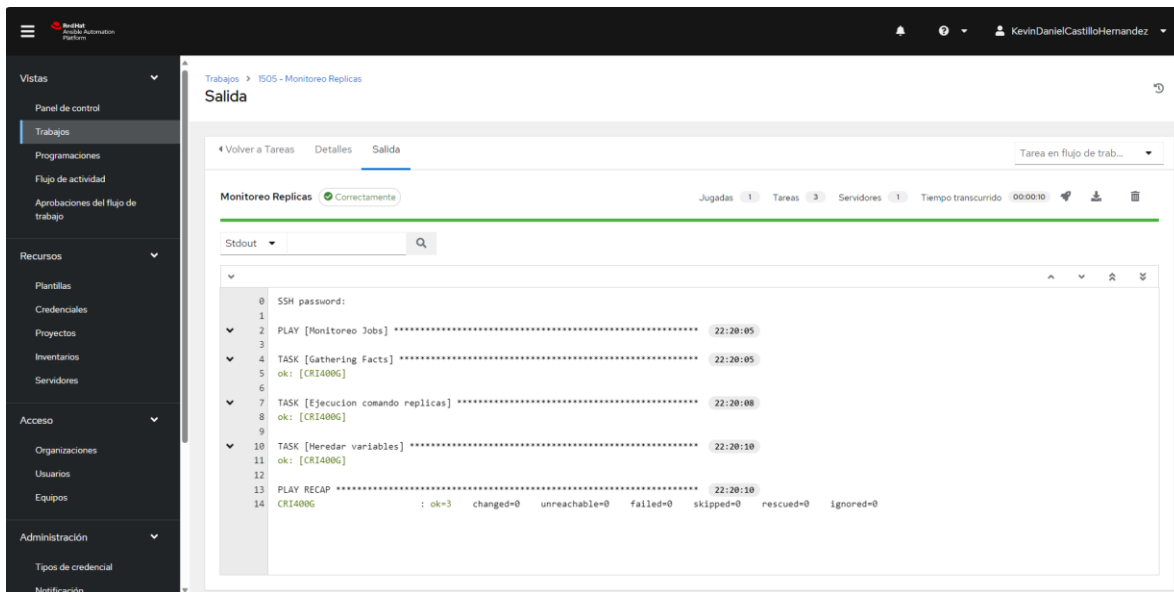 RedHat
Ansible Automation
Platform
KevinDanielCastilloHernandez
Vistas
Panel de control
Trabajos
Programaciones
Flujo de actividad
Aprobaciones del flujo de
trabajo
Recursos
Plantillas
Credenciales
Proyectos
Inventarios
Servidores
Acceso
Organizaciones
Usuarios
Equipos
Administración
Tipos de credencial
Notificación
Trabajos > 1505 - Monitoreo Replicas
Salida
Volver a Tareas Detalles Salida
Tarea en flujo de trab...
Monitoreo Replicas Correctamente Jugadas 1 Tareas 3 Servidores 1 Tiempo transcurrido 00:00:10
Stdout
0 SSH password:
1
2 PLAY [Monitoreo Jobs] ********************************************************** 22:20:05
3
4 TASK [Gathering Facts] ********************************************************* 22:20:05
5 ok: [CRI400G]
6
7 TASK [Ejecucion comando replicas] ********************************************** 22:20:08
8 ok: [CRI400G]
9
10 TASK [Heredar variables] ******************************************************* 22:20:10
11 ok: [CRI400G]
12
13 PLAY RECAP ********************************************************************* 22:20:10
14 CRI400G : ok=3 changed=0 unreachable=0 failed=0 skipped=0 rescued=0 ignored=0